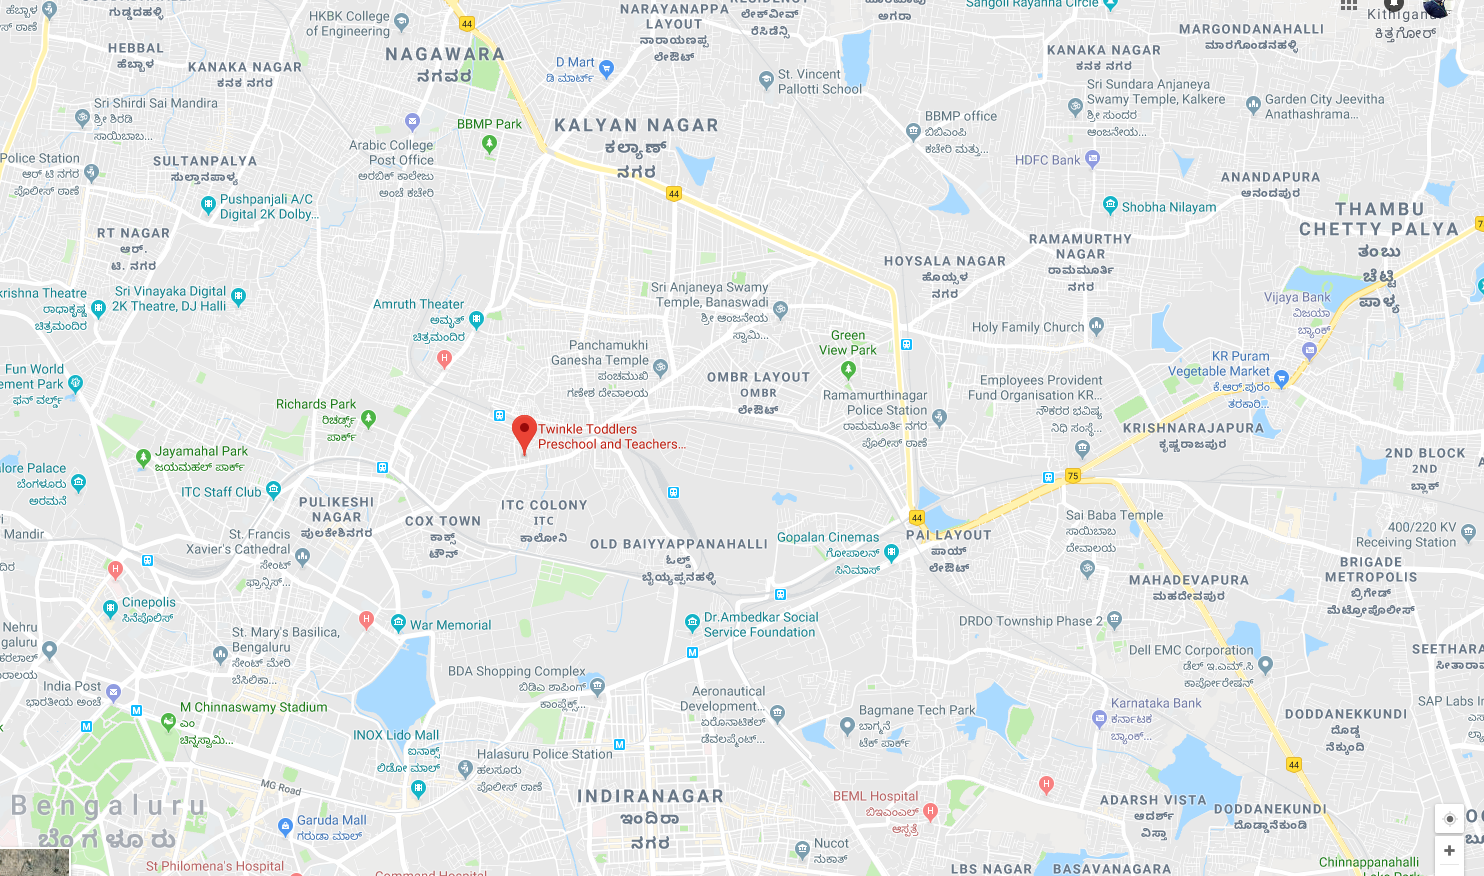 ಹೆಬ್ಬಾಳ
ಗುಡ್ಡದಹಳ್ಳಿ
HKBK College
of Engineering
44
NARAYANAPPA
LAYOUT
ನಾರಾಯಣಪ್ಪ
ಲೇಔಟ್
ಲೇಕ್‌ವೀವ್
ರೆಸಿಡೆನ್ಸಿ
ಅಗರಾ
Sangolli Rayanna Circle
MARGONDANAHALLI
ಮಾರಗೊಂಡನಹಳ್ಳಿ
ಕಿತ್ತಗೋರ್
HEBBAL
ಹೆಬ್ಬಾಳ
KANAKA NAGAR
ಕನಕ ನಗರ
NAGAWARA
ನಗವರ
D Mart
ಡಿ ಮಾರ್ಟ್
St. Vincent
Pallotti School
KANAKA NAGAR
ಕನಕ ನಗರ
Sri Shirdi Sai Mandira
ಶ್ರೀ ಶಿರಡಿ
ಸಾಯಿಬಾಬ...
BBMP Park
KALYAN NAGAR
ಕಲ್ಯಾಣ್
ನಗರ
BBMP office
ಬಿಬಿಎಂಪಿ
ಕಚೇರಿ ಮತ್ತು...
Sri Sundara Anjaneya
Swamy Temple, Kalkere
ಶ್ರೀ ಸುಂದರ
ಆಂಜನೇಯ...
Garden City Jeevitha
Anathashrama...
Police Station
ಆರ್ ಟಿ ನಗರ
ಪೊಲೀಸ್ ಠಾಣೆ
SULTANPALYA
ಸುಲ್ತಾನಪಾಳ್ಯ
Arabic College
Post Office
ಅರಬಿಕ್ ಕಾಲೇಜು
ಅಂಚೆ ಕಚೇರಿ
HDFC Bank
ANANDAPURA
ಆನಂದಪುರ
44
Pushpanjali A/C
Digital 2K Dolby...
Shobha Nilayam
THAMBU
CHETTY PALYA
ತಂಬು
ಚೆಟ್ಟಿ
ಪಾಳ್ಯ
RT NAGAR
ಆರ್.
ಟಿ. ನಗರ
RAMAMURTHY
NAGAR
ರಾಮಮೂರ್ತಿ
ನಗರ
HOYSALA NAGAR
ಹೊಯ್ಸಳ
ನಗರ
krishna Theatre
ರಾಧಾಕೃಷ್ಣ
ಚಿತ್ರಮಂದಿರ
Sri Vinayaka Digital
2K Theatre, DJ Halli
Amruth Theater
ಅಮೃತ್
ಚಿತ್ರಮಂದಿರ
Sri Anjaneya Swamy
Temple, Banaswadi
ಶ್ರೀ ಆಂಜನೇಯ
ಸ್ವಾಮಿ...
Vijaya Bank
ವಿಜಯಾ
ಬ್ಯಾಂಕ್
Holy Family Church
Green
View Park
Panchamukhi
Ganesha Temple
ಪಂಚಮುಖಿ
ಗಣೇಶ ದೇವಾಲಯ
KR Puram
Vegetable Market
ಕೆ.ಆರ್.ಪುರಂ
ತರಕಾರಿ...
Fun World
ement Park
ಫನ್ ವರ್ಲ್ಡ್
OMBR LAYOUT
OMBR
ಲೇಔಟ್
Employees Provident
Fund Organisation KR...
ನೌಕರರ ಭವಿಷ್ಯ
ನಿಧಿ ಸಂಸ್ಥೆ...
Ramamurthinagar
Police Station
ರಾಮಮೂರ್ತಿ ನಗರ
ಪೊಲೀಸ್ ಠಾಣೆ
Richards Park
ರಿಚರ್ಡ್ಸ್
ಪಾರ್ಕ್
Twinkle Toddlers
Preschool and Teachers...
KRISHNARAJAPURA
ಕೃಷ್ಣರಾಜಪುರ
Jayamahal Park
ಜಯಮಹಲ್ ಪಾರ್ಕ್
2ND BLOCK
2ND
ಬ್ಲಾಕ್
alore Palace
ಬೆಂಗಳೂರು
ಅರಮನೆ
75
ITC Staff Club
PULIKESHI
NAGAR
ಪುಲಕೇಶಿನಗರ
ITC COLONY
ITC
ಕಾಲೋನಿ
COX TOWN
ಕಾಕ್ಸ್
ಟೌನ್
44
Sai Baba Temple
ಸಾಯಿಬಾಬ
ದೇವಾಲಯ
400/220 KV
Receiving Station
Mandir
St. Francis
Xavier's Cathedral
ಸೇಂಟ್
ಫ್ರಾನ್ಸಿಸ್...
OLD BAIYYAPPANAHALLI
ಓಲ್ಡ್
ಬೈಯ್ಯಪ್ಪನಹಳ್ಳಿ
Gopalan Cinemas
ಗೋಪಾಲನ್
ಸಿನಿಮಾಸ್
PAI LAYOUT
ಪಾಯ್
ಲೇಔಟ್
BRIGADE
METROPOLIS
ಬ್ರಿಗೇಡ್
ಮೆಟ್ರೋಪೊಲೀಸ್
MAHADEVAPURA
ಮಹದೇವಪುರ
Cinepolis
ಸಿನೆಪೊಲಿಸ್
War Memorial
Dr.Ambedkar Social
Service Foundation
DRDO Township Phase 2
Nehru
St. Mary's Basilica,
Bengaluru
ಸೇಂಟ್ ಮೇರಿ
ಬೆಸಿಲಿಕಾ...
Dell EMC Corporation
ಡೆಲ್ ಇ.ಎಮ್.ಸಿ
ಕಾರ್ಪೋರೇಷನ್
BDA Shopping Complex
ಬಿಡಿಎ ಶಾಪಿಂಗ್
ಕಾಂಪ್ಲೆಕ್ಸ್...
India Post
ಭಾರತೀಯ ಅಂಚೆ
M Chinnaswamy Stadium
ಎಂ
ಚಿನ್ನಸ್ವಾಮಿ...
Aeronautical
Development...
ಏರೊನಾಟಿಕಲ್
ಡೆವಲಪ್ಮೆಂಟ್...
Bagmane Tech Park
ಬಾಗ್ಮನೆ
ಟೆಕ್ ಪಾರ್ಕ್
Karnataka Bank
ಕರ್ನಾಟಕ
ಬ್ಯಾಂಕ್...
DODDANEKKUNDI
ದೊಡ್ಡ
ನೆಕ್ಕುಂದಿ
INOX Lido Mall
ಐನಾಕ್ಸ್
ಲಿಡೋ ಮಾಲ್
Halasuru Police Station
ಹಲಸೂರು
ಪೊಲೀಸ್ ಠಾಣೆ
44
MG Road
Bengaluru
ಬೆಂಗಳೂರು
INDIRANAGAR
ಇಂದಿರಾ
ನಗರ
BEML Hospital
ಬಿಇಎಂಎಲ್
ಆಸ್ಪತ್ರೆ
ADARSH VISTA
ಆದರ್ಶ್
ವಿಸ್ತಾ
DODDANEKUNDI
ದೊಡ್ಡಾನೆಕುಂಡಿ
Garuda Mall
ಗರುಡಾ ಮಾಲ್
Nucot
ನುಕಾತ್
St Philomena's Hospital
Command Hospital
LBS NAGAR
BASAVANAGARA
Chinnappanahalli